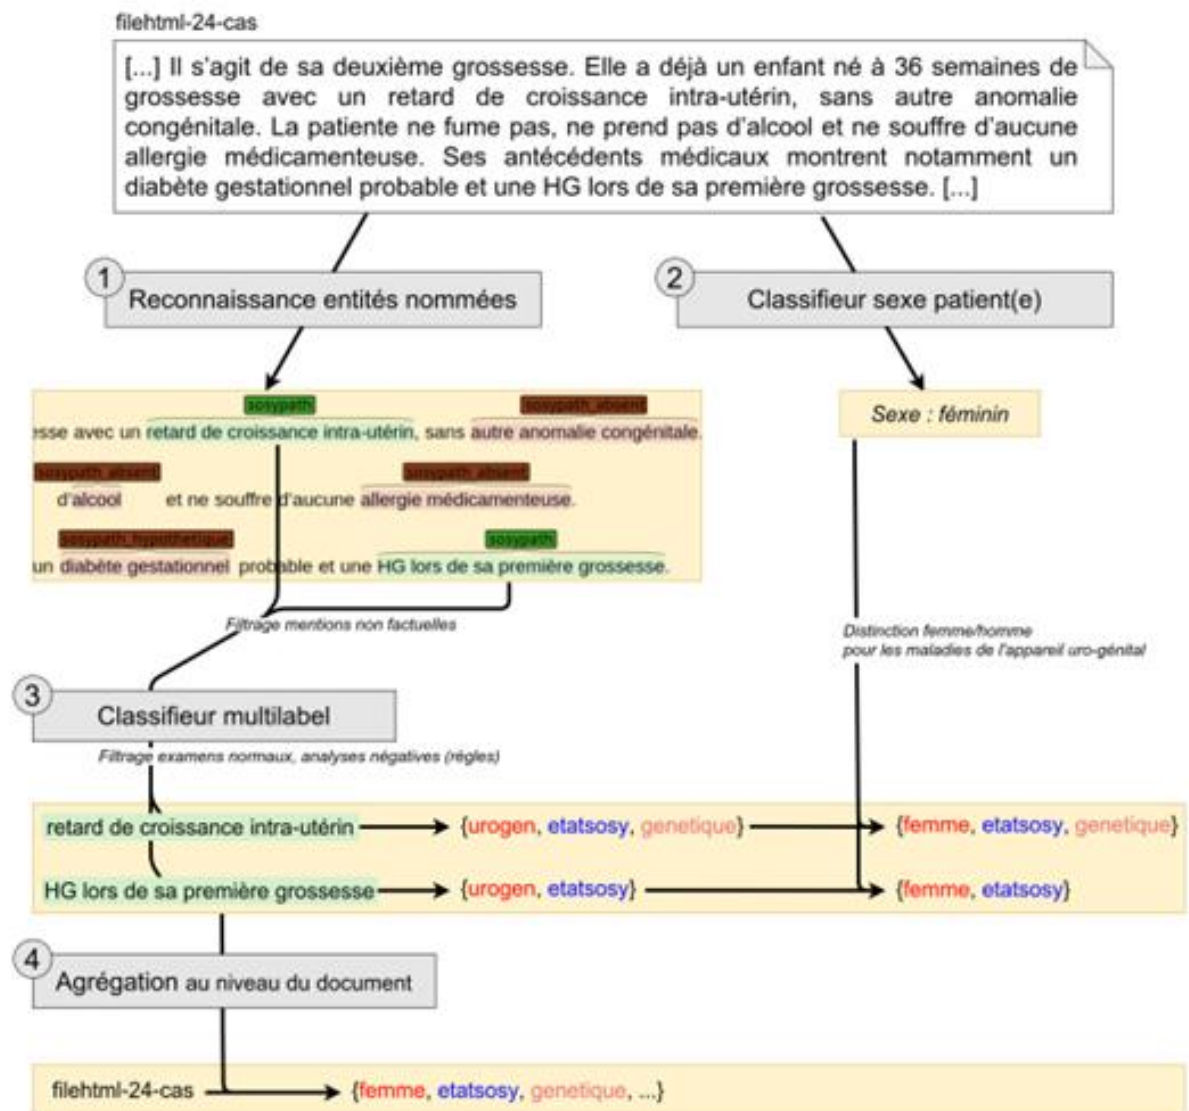 filehtml-24-cas
[...] Il s'agit de sa deuxième grossesse. Elle a déjà un enfant né à 36 semaines de
grossesse avec un retard de croissance intra-utérin, sans autre anomalie
congénitale. La patiente ne fume pas, ne prend pas d'alcool et ne souffre d'aucune
allergie médicamenteuse. Ses antécédents médicaux montrent notamment un
diabète gestationnel probable et une HG lors de sa première grossesse. [...]
1
Reconnaissance entités nommées
2
Classifieur sexe patient(e)
sosypath
sosypath_absent
esse avec un retard de croissance intra-utérin, sans autre anomalie congénitale.
sosypath_absent
sosypath_absent
d'alcool et ne souffre d'aucune allergie médicamenteuse.
sosypath_hypothetique
sosypath
un diabète gestationnel probable et une HG lors de sa première grossesse.
Sexe : féminin
Filtrage mentions non factuelles
Distinction femme/homme
pour les maladies de l'appareil uro-génital
3
Classifieur multilabel
Filtrage examens normaux, analyses négatives (règles)
retard de croissance intra-utérin {urogen, etatsosy, genetique} {femme, etatsosy, genetique}
HG lors de sa première grossesse {urogen, etatsosy} {femme, etatsosy}
4
Agrégation au niveau du document
filehtml-24-cas {femme, etatsosy, genetique, ...}